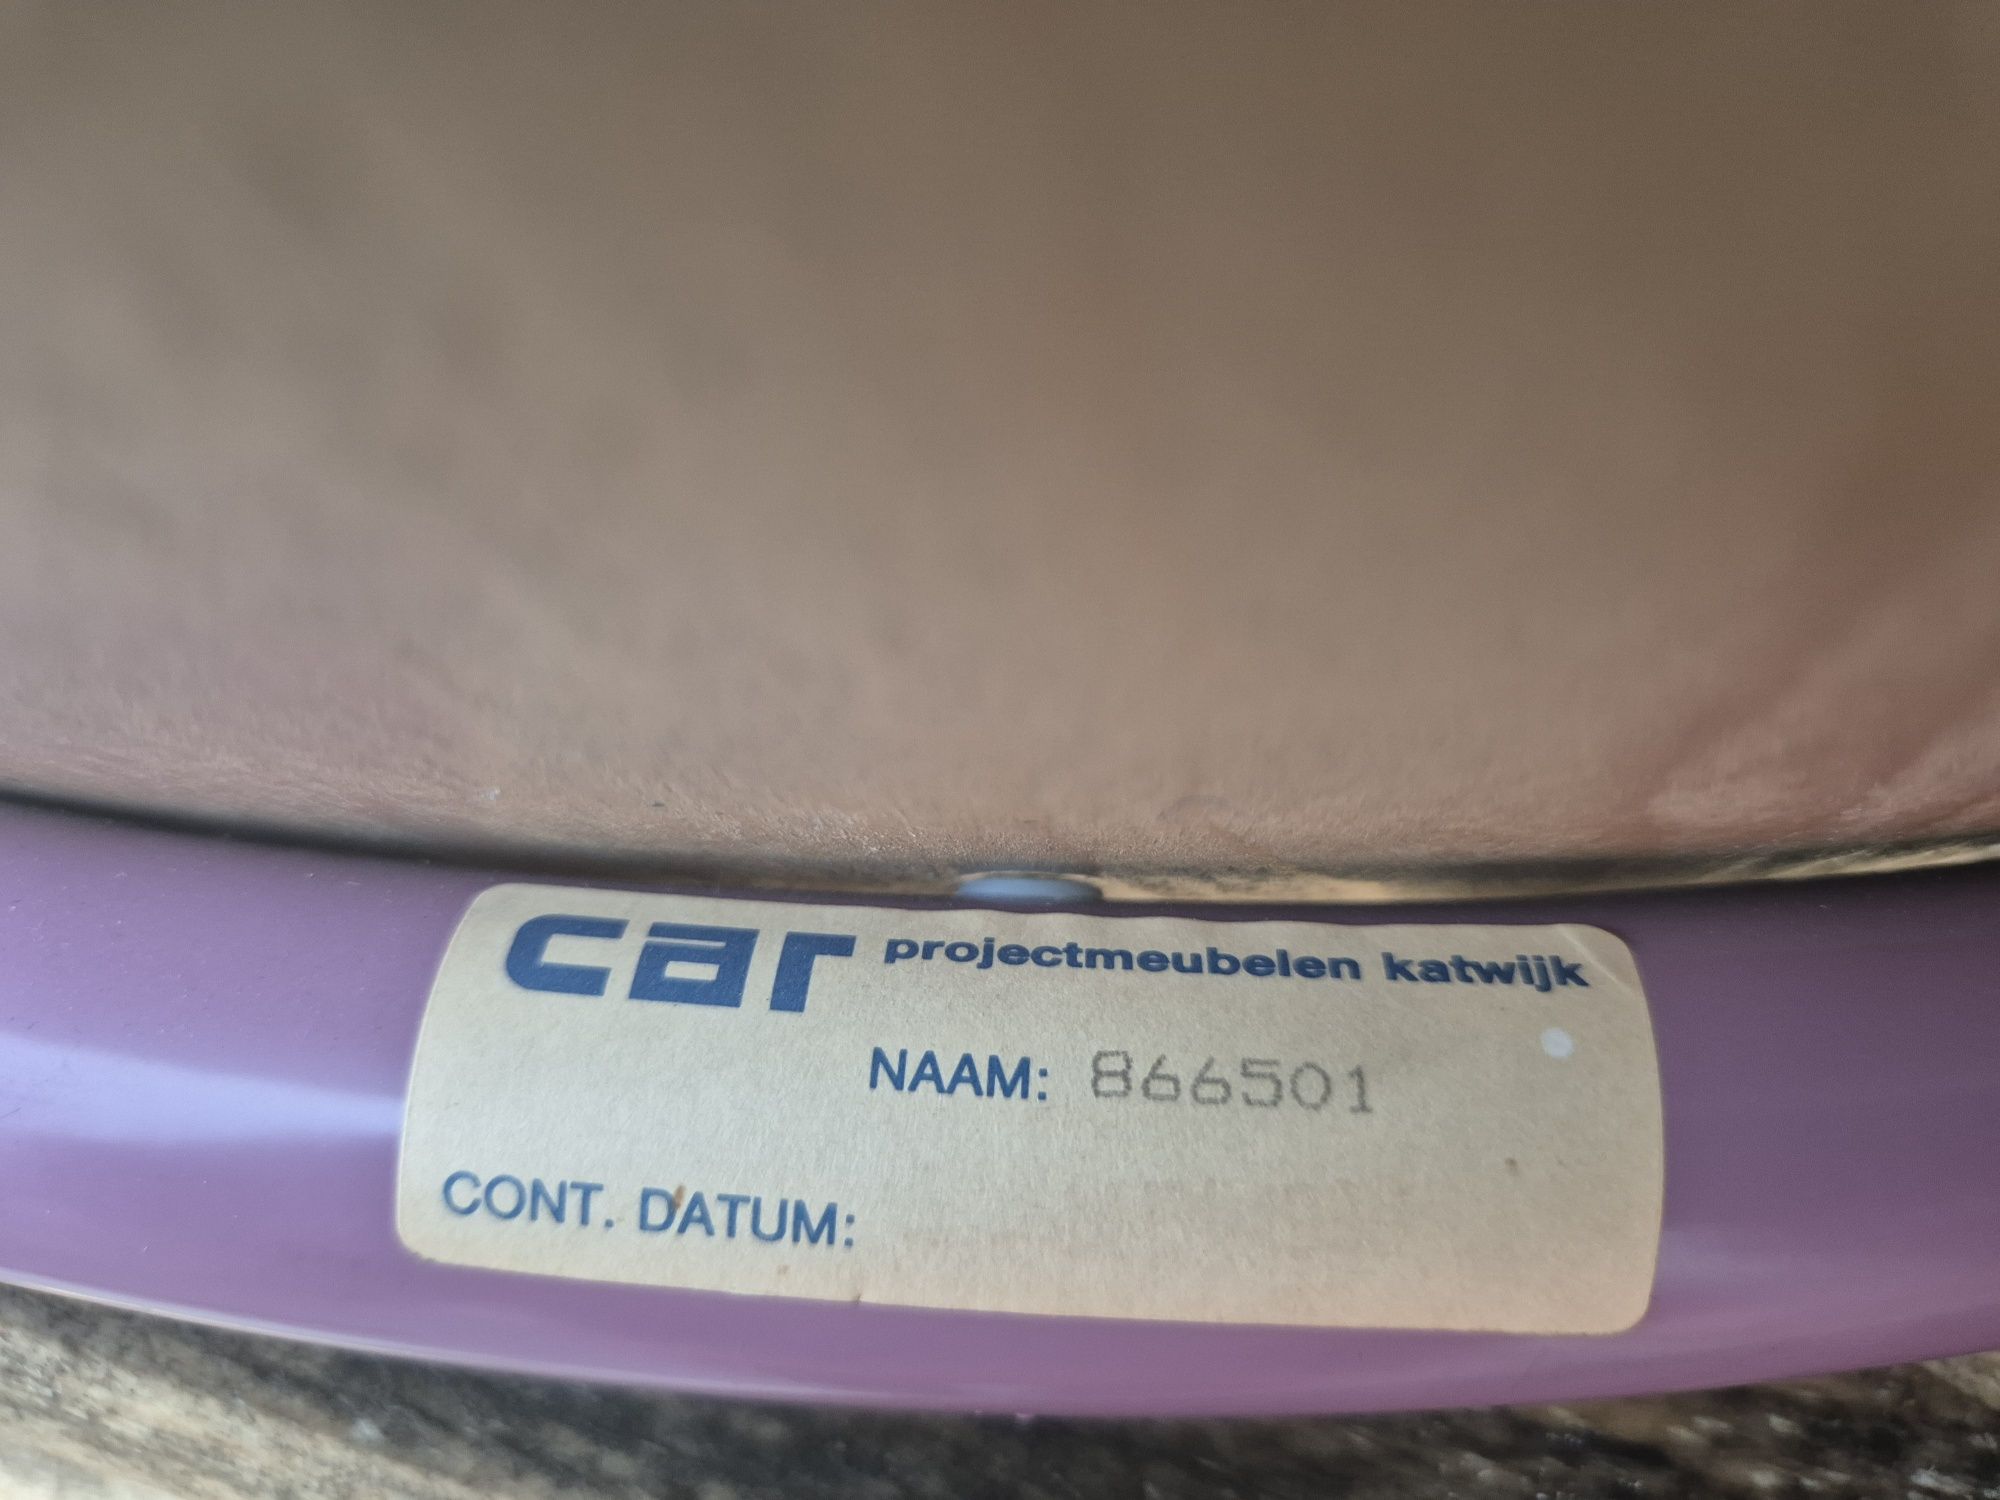 car projectmeubelen katwijk
NAAM: 866501
CONT. DATUM: